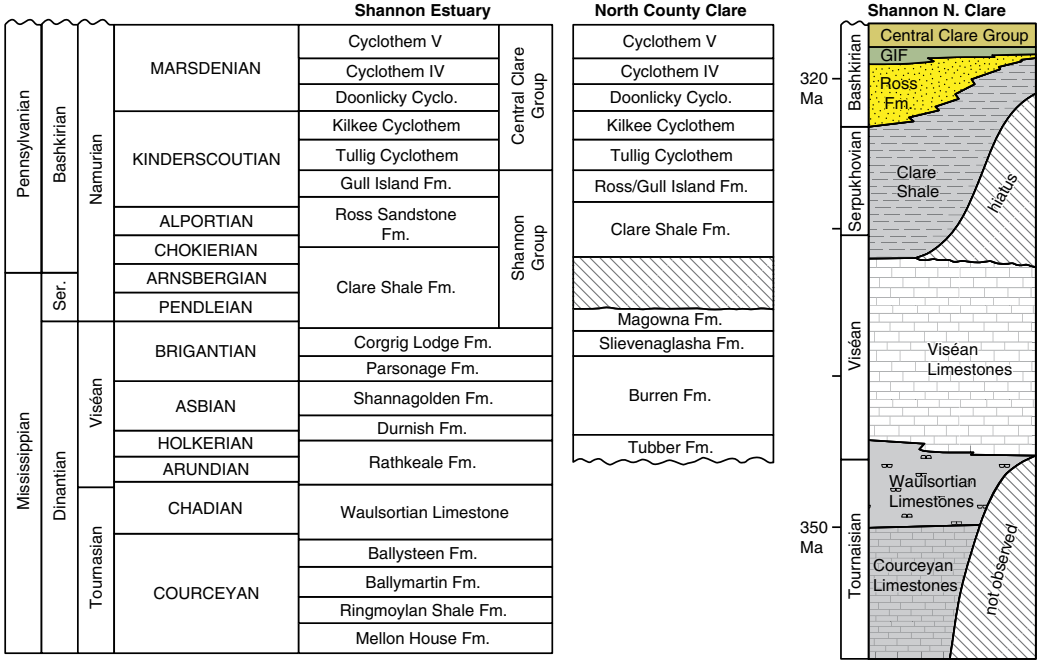 Shannon Estuary
North County Clare
Shannon N. Clare
Pennsylvanian
Mississippian
Bashkirian
Ser.
Dinantian
Namurian
Viséan
Tournasian
MARSDENIAN
KINDERSCOUTIAN
ALPORTIAN
CHOKIERIAN
ARNSBERGIAN
PENDLEIAN
BRIGANTIAN
ASBIAN
HOLKERIAN
ARUNDIAN
CHADIAN
COURCEYAN
Cyclothem V
Cyclothem IV
Doonlicky Cyclo.
Kilkee Cyclothem
Tullig Cyclothem
Gull Island Fm.
Ross Sandstone
Fm.
Clare Shale Fm.
Corgrig Lodge Fm.
Parsonage Fm.
Shannagolden Fm.
Durnish Fm.
Rathkeale Fm.
Waulsortian Limestone
Ballysteen Fm.
Ballymartin Fm.
Ringmoylan Shale Fm.
Mellon House Fm.
Central Clare
Group
Shannon
Group
Cyclothem V
Cyclothem IV
Doonlicky Cyclo.
Kilkee Cyclothem
Tullig Cyclothem
Ross/Gull Island Fm.
Clare Shale Fm.
Magowna Fm.
Slievenaglasha Fm.
Burren Fm.
Tubber Fm.
320
Ma
350
Ma
Bashkirian
Serpukhovian
Viséan
Tournaisian
Central Clare Group
GIF
Ross
Fm.
Clare
Shale
hiatus
Viséan
Limestones
Waulsortian
Limestones
Courceyan
Limestones
not observed